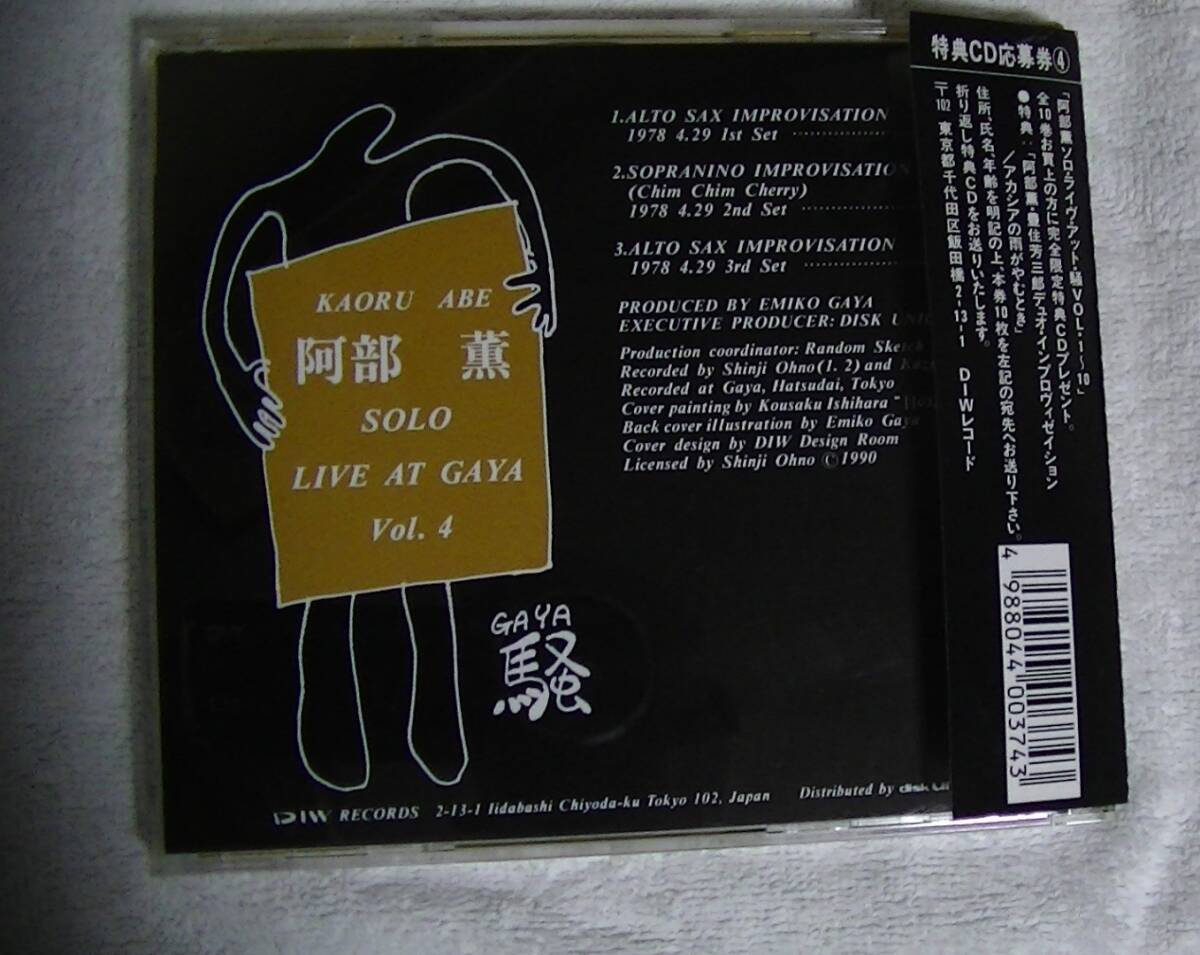 KAORU ABE
阿部 薫
SOLO
LIVE AT GAYA
Vol. 4
GAYA
騒
1.ALTO SAX IMPROVISATION
1978 4.29 1st Set
2.SOPRANINO IMPROVISATION
(Chim Chim Cherry)
1978 4.29 2nd Set
3.ALTO SAX IMPROVISATION
1978 4.29 3rd Set
PRODUCED BY EMIKO GAYA
EXECUTIVE PRODUCER: DISK
Production coordinator: Random Sketch
Recorded by Shinji Ohno (1. 2) and
Recorded at Gaya, Hatsudai, Tokyo
Cover painting by Kousaku Ishihara
Back cover illustration by Emiko Gaya
Cover design by DIW Design Room
Licensed by Shinji Ohno ©1990
DIW RECORDS 2-13-1 Iidabashi Chiyoda-ku Tokyo 102, Japan
Distributed by disk
特典CD応募券④
「阿部薫ソロ・ライヴ・アット・騒VOL・1〜10」
全10巻お買上の方に完全限定特典CDプレゼント。
●特典:「阿部薫・豊住芳三郎デュオ・インプロヴィゼイション
/アカシアの雨がやむとき」
住所、氏名、年齢を明記の上、本券10枚を左記の宛先へお送り下さい。
折り返し特典CDをお送りいたします。
〒102 東京都千代田区飯田橋2-13-1 DIWレコード
4988044003743